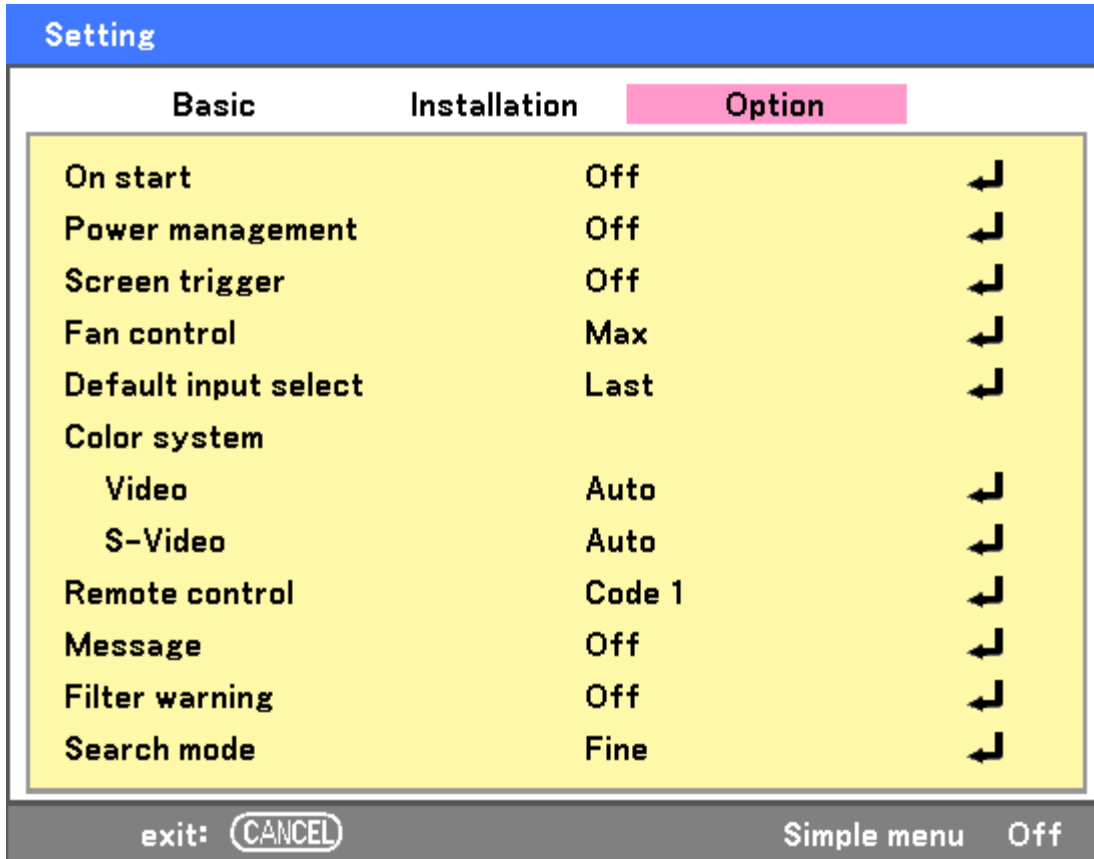 Setting
Basic Installation Option
On start Off
Power management Off
Screen trigger Off
Fan control Max
Default input select Last
Color system
Video Auto
S-Video Auto
Remote control Code 1
Message Off
Filter warning Off
Search mode Fine
exit: CANCEL Simple menu Off